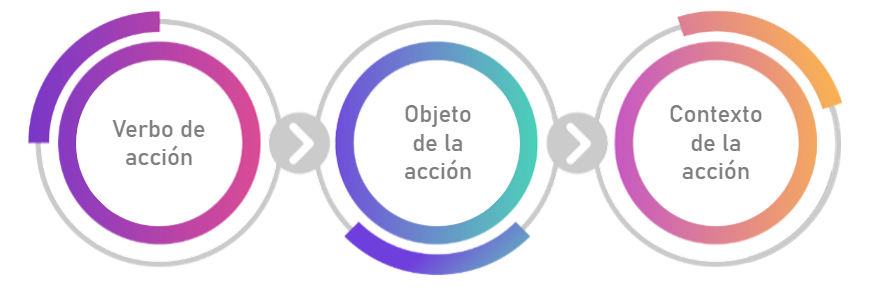 Verbo de
acción
Objeto
de la
acción
Contexto
de la
acción